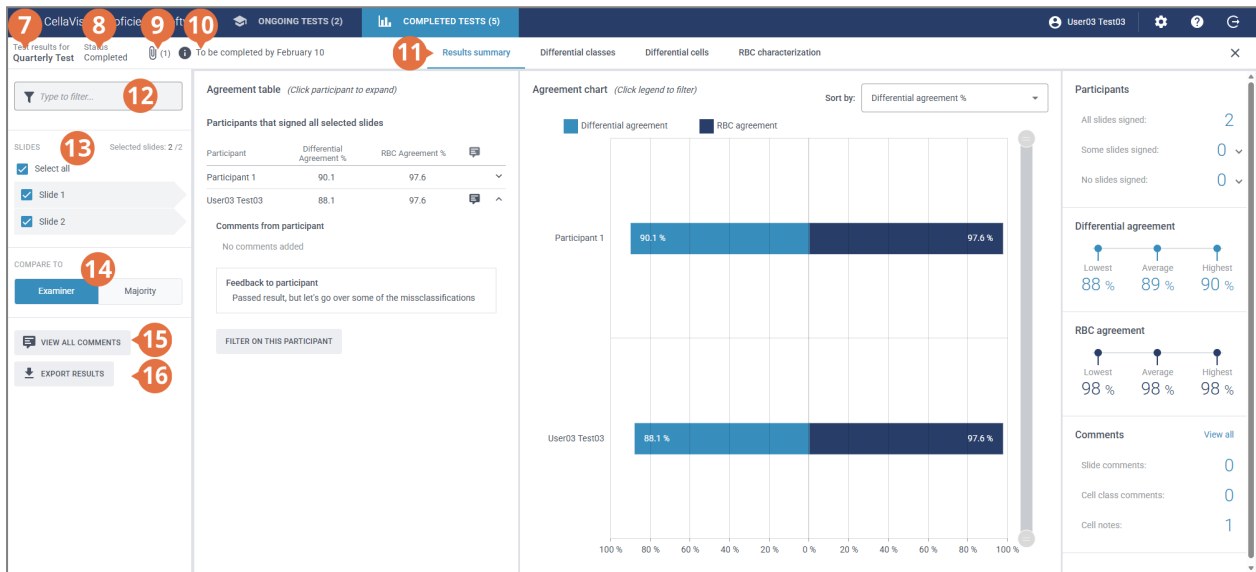 7 8 9 10
CellaVis
ONGOING TESTS (2)
COMPLETED TESTS (5)
User03 Test03
Test results for
Quarterly Test
Status
Completed
(1)
To be completed by February 10
11
Results summary
Differential classes
Differential cells
RBC characterization
Type to filter...
12
SLIDES
13
Selected slides: 2 /2
Select all
Slide 1
Slide 2
COMPARE TO
14
Examiner
Majority
VIEW ALL COMMENTS
15
EXPORT RESULTS
16
Agreement table (Click participant to expand)
Participants that signed all selected slides
Participant
Differential
Agreement %
RBC Agreement %
Participant 1 90.1 97.6
User03 Test03 88.1 97.6
Comments from participant
No comments added
Feedback to participant
Passed result, but let's go over some of the missclassifications
FILTER ON THIS PARTICIPANT
Agreement chart (Click legend to filter)
Sort by:
Differential agreement %
Differential agreement
RBC agreement
Participant 1
90.1 %
97.6 %
User03 Test03
88.1 %
97.6 %
100 % 80 % 60 % 40 % 20 % 0 % 20 % 40 % 60 % 80 % 100 %
Participants
All slides signed: 2
Some slides signed: 0
No slides signed: 0
Differential agreement
Lowest Average Highest
88 % 89 % 90 %
RBC agreement
Lowest Average Highest
98 % 98 % 98 %
Comments
View all
Slide comments: 0
Cell class comments: 0
Cell notes: 1